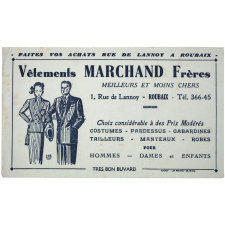 FAITES VOS ACHATS RUE DE LANNOY A ROUBAIX
Vêtements MARCHAND Frères
MEILLEURS ET MOINS CHERS
1, Rue de Lannoy - ROUBAIX - Tél. 366-45
Choix considérable à des Prix Modérés
COSTUMES - PARDESSUS - GABARDINES
TAILLEURS - MANTEAUX - ROBES
POUR
HOMMES - DAMES et ENFANTS
TRES BON BUVARD